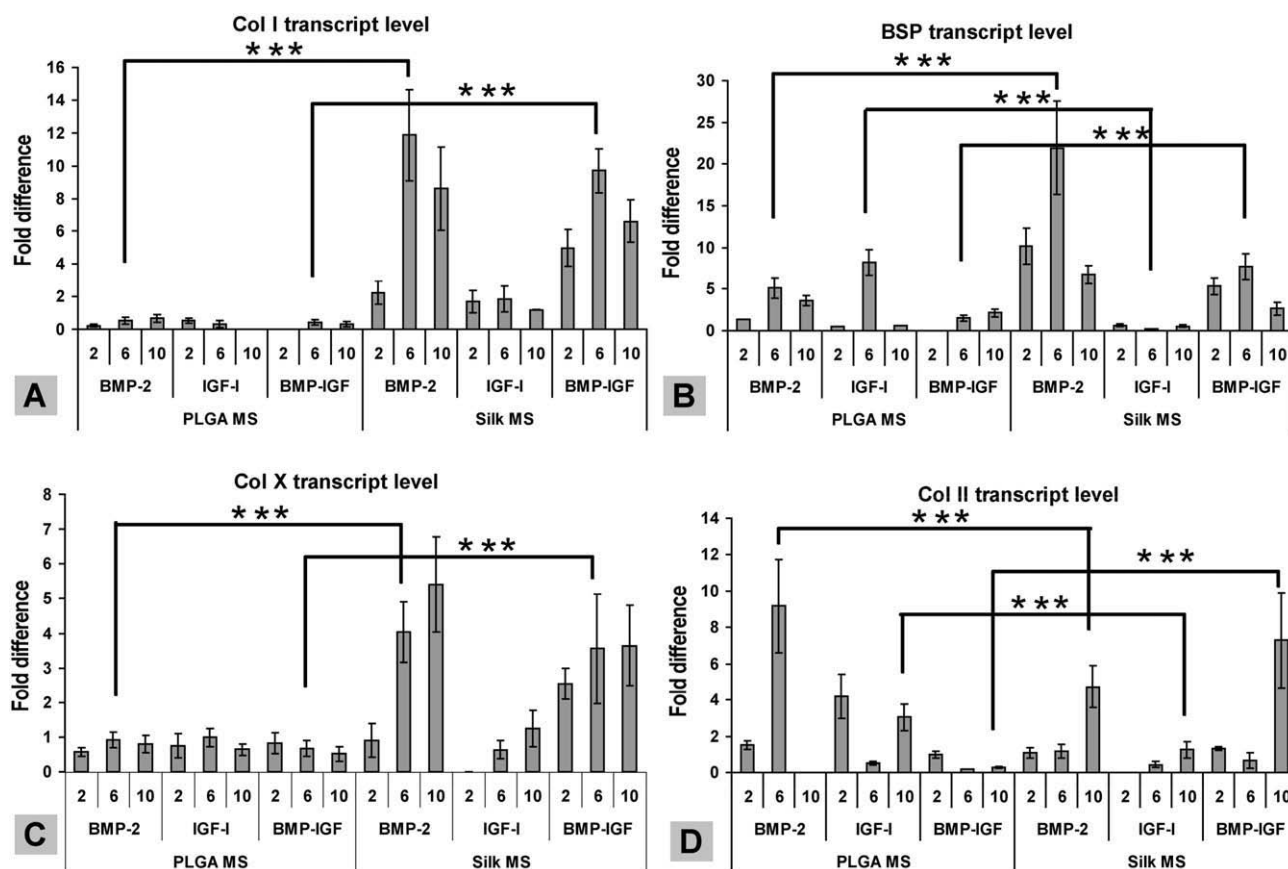 Col I transcript level
***
***
Fold difference
16
14
12
10
8
6
4
2
0
2 6 10 2 6 10 2 6 10 2 6 10 2 6 10 2 6 10
BMP-2 IGF-I BMP-IGF BMP-2 IGF-I BMP-IGF
PLGA MS Silk MS
A
BSP transcript level
***
***
***
Fold difference
30
25
20
15
10
5
0
2 6 10 2 6 10 2 6 10 2 6 10 2 6 10 2 6 10
BMP-2 IGF-I BMP-IGF BMP-2 IGF-I BMP-IGF
PLGA MS Silk MS
B
Col X transcript level
***
***
Fold difference
8
7
6
5
4
3
2
1
0
2 6 10 2 6 10 2 6 10 2 6 10 2 6 10 2 6 10
BMP-2 IGF-I BMP-IGF BMP-2 IGF-I BMP-IGF
PLGA MS Silk MS
C
Col II transcript level
***
***
***
Fold difference
14
12
10
8
6
4
2
0
2 6 10 2 6 10 2 6 10 2 6 10 2 6 10 2 6 10
BMP-2 IGF-I BMP-IGF BMP-2 IGF-I BMP-IGF
PLGA MS Silk MS
D